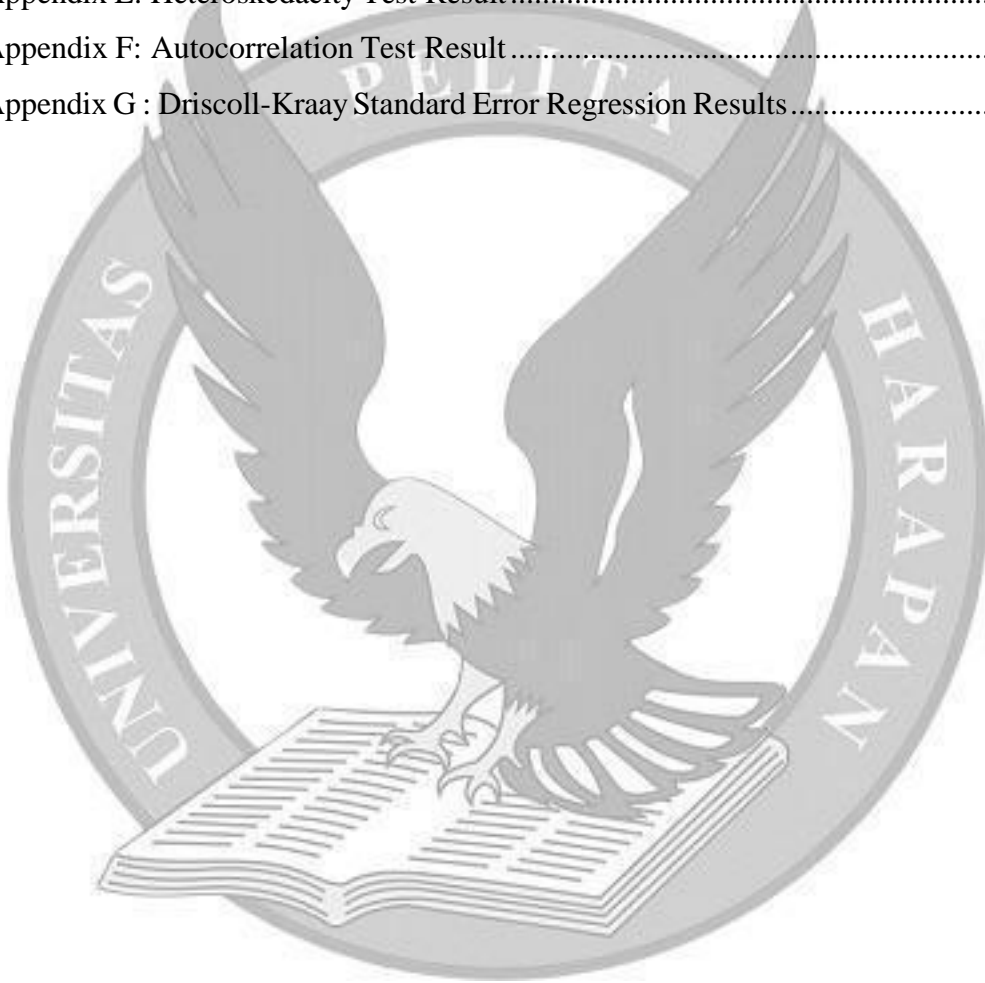 Appendix E: Heteroskedacity Test Result
Appendix F: Autocorrelation Test Result
Appendix G : Driscoll-Kraay Standard Error Regression Results
UNIVERSITAS PELITA HARAPAN